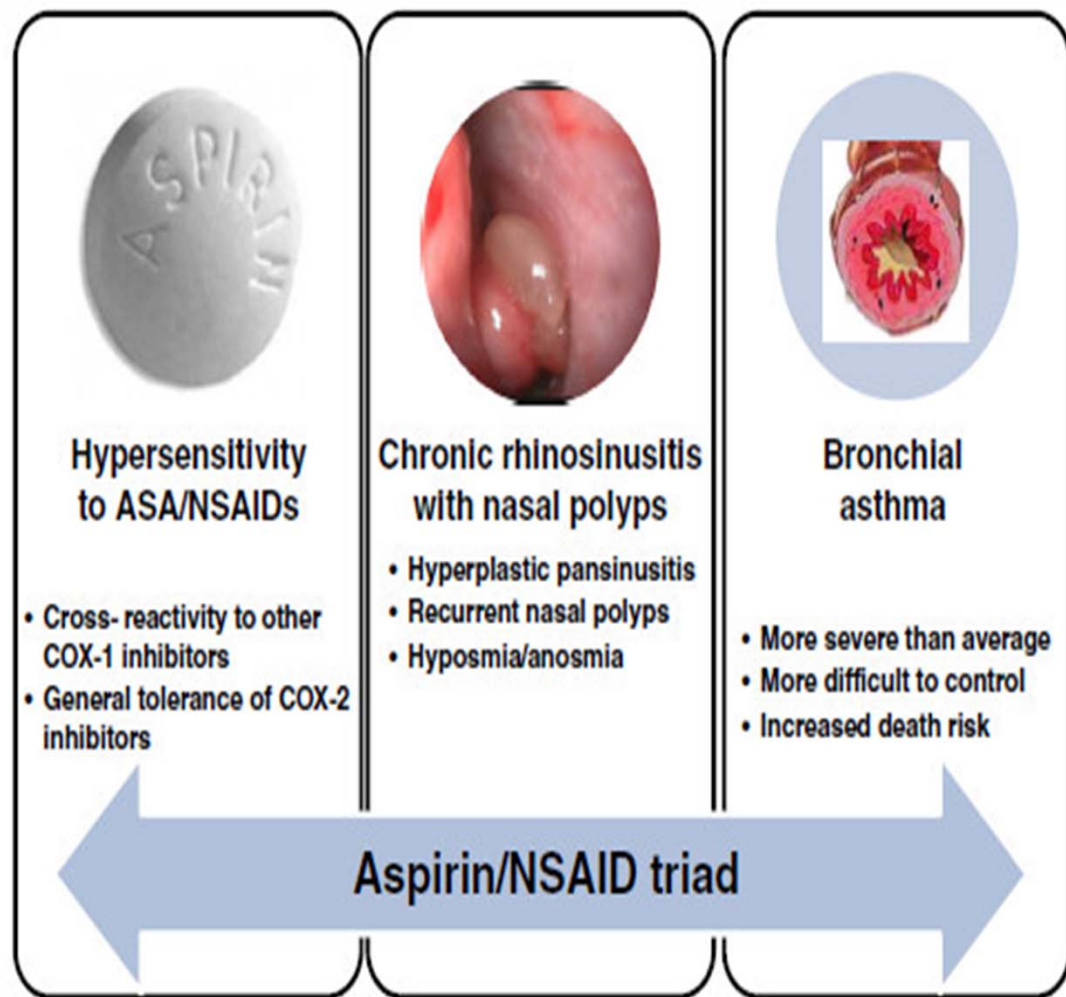 ASPIRIN
Hypersensitivity
to ASA/NSAIDs
• Cross- reactivity to other
COX-1 inhibitors
• General tolerance of COX-2
inhibitors
Chronic rhinosinusitis
with nasal polyps
• Hyperplastic pansinusitis
• Recurrent nasal polyps
• Hyposmia/anosmia
Bronchial
asthma
• More severe than average
• More difficult to control
• Increased death risk
Aspirin/NSAID triad